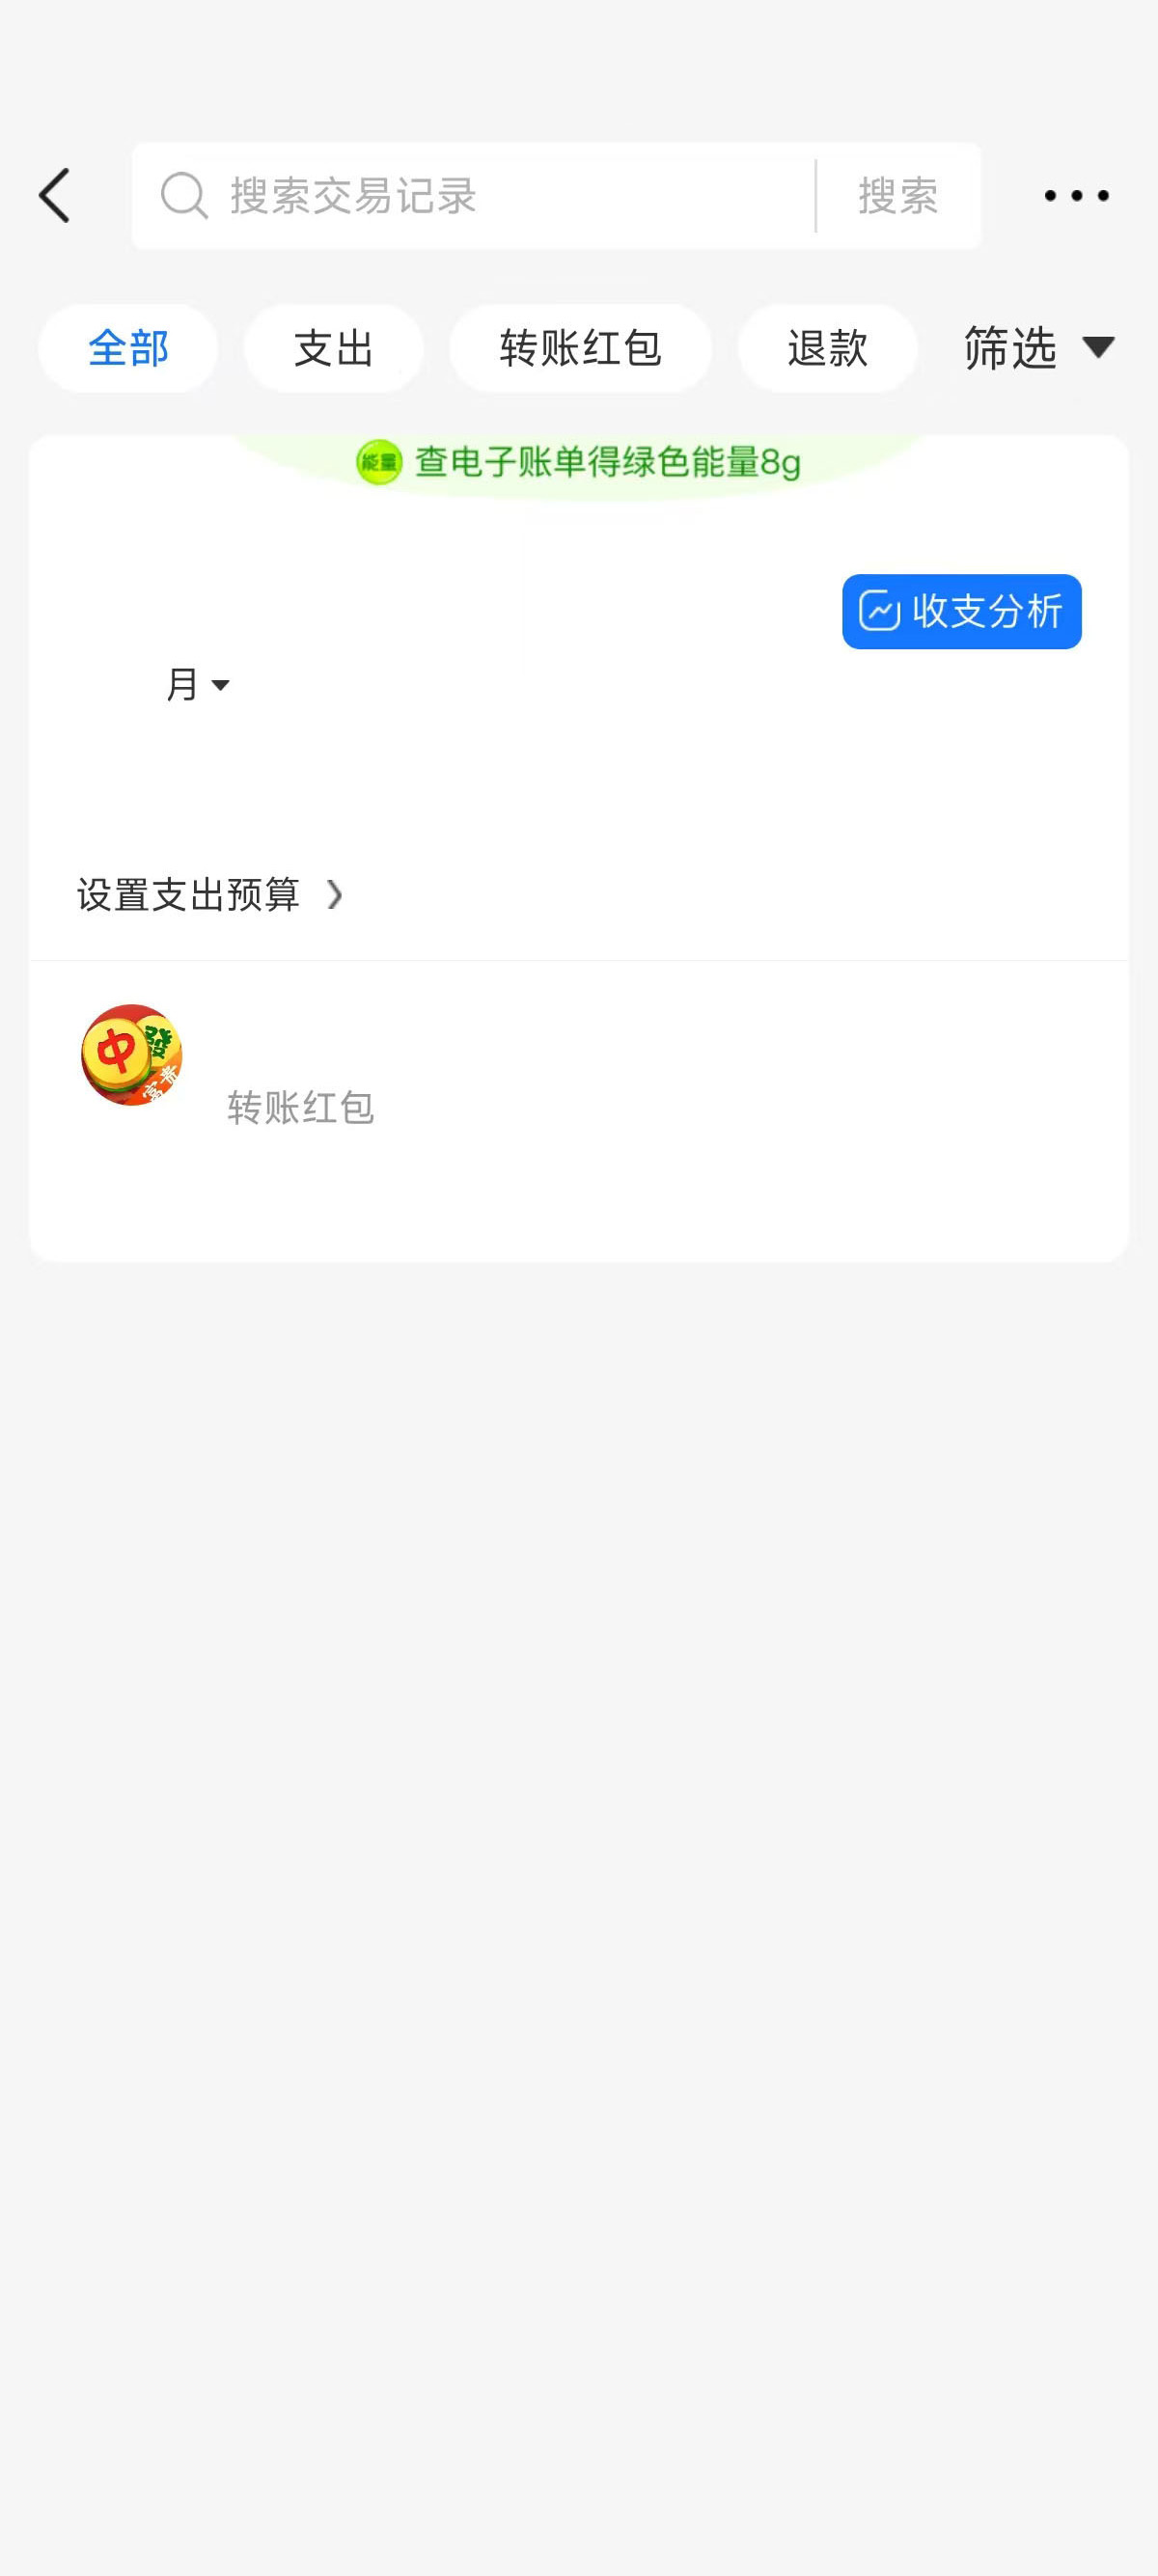 搜索交易记录 搜索
全部 支出 转账红包 退款 筛选
能量 查电子账单得绿色能量8g
收支分析
月
设置支出预算
中 發
富贵
转账红包